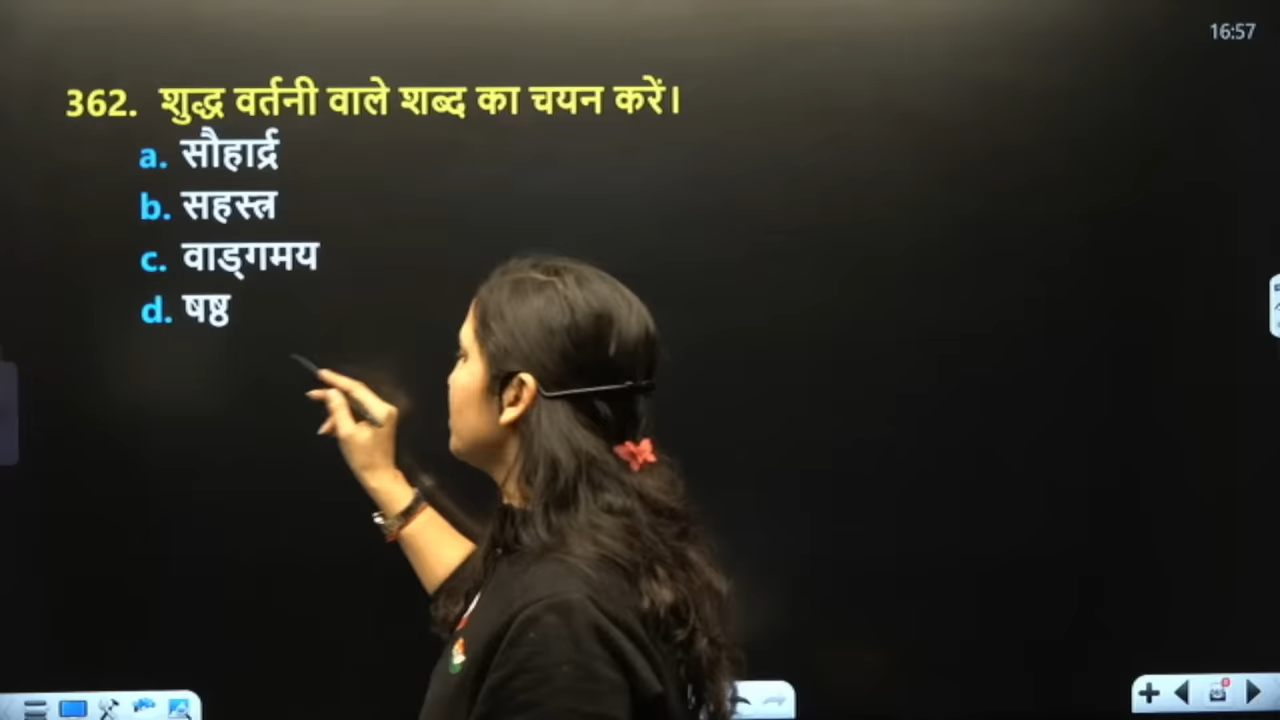 16:57
362. शुद्ध वर्तनी वाले शब्द का चयन करें।
a. सौहार्द्र
b. सहस्त्र
c. वाड्गमय
d. षष्ठ